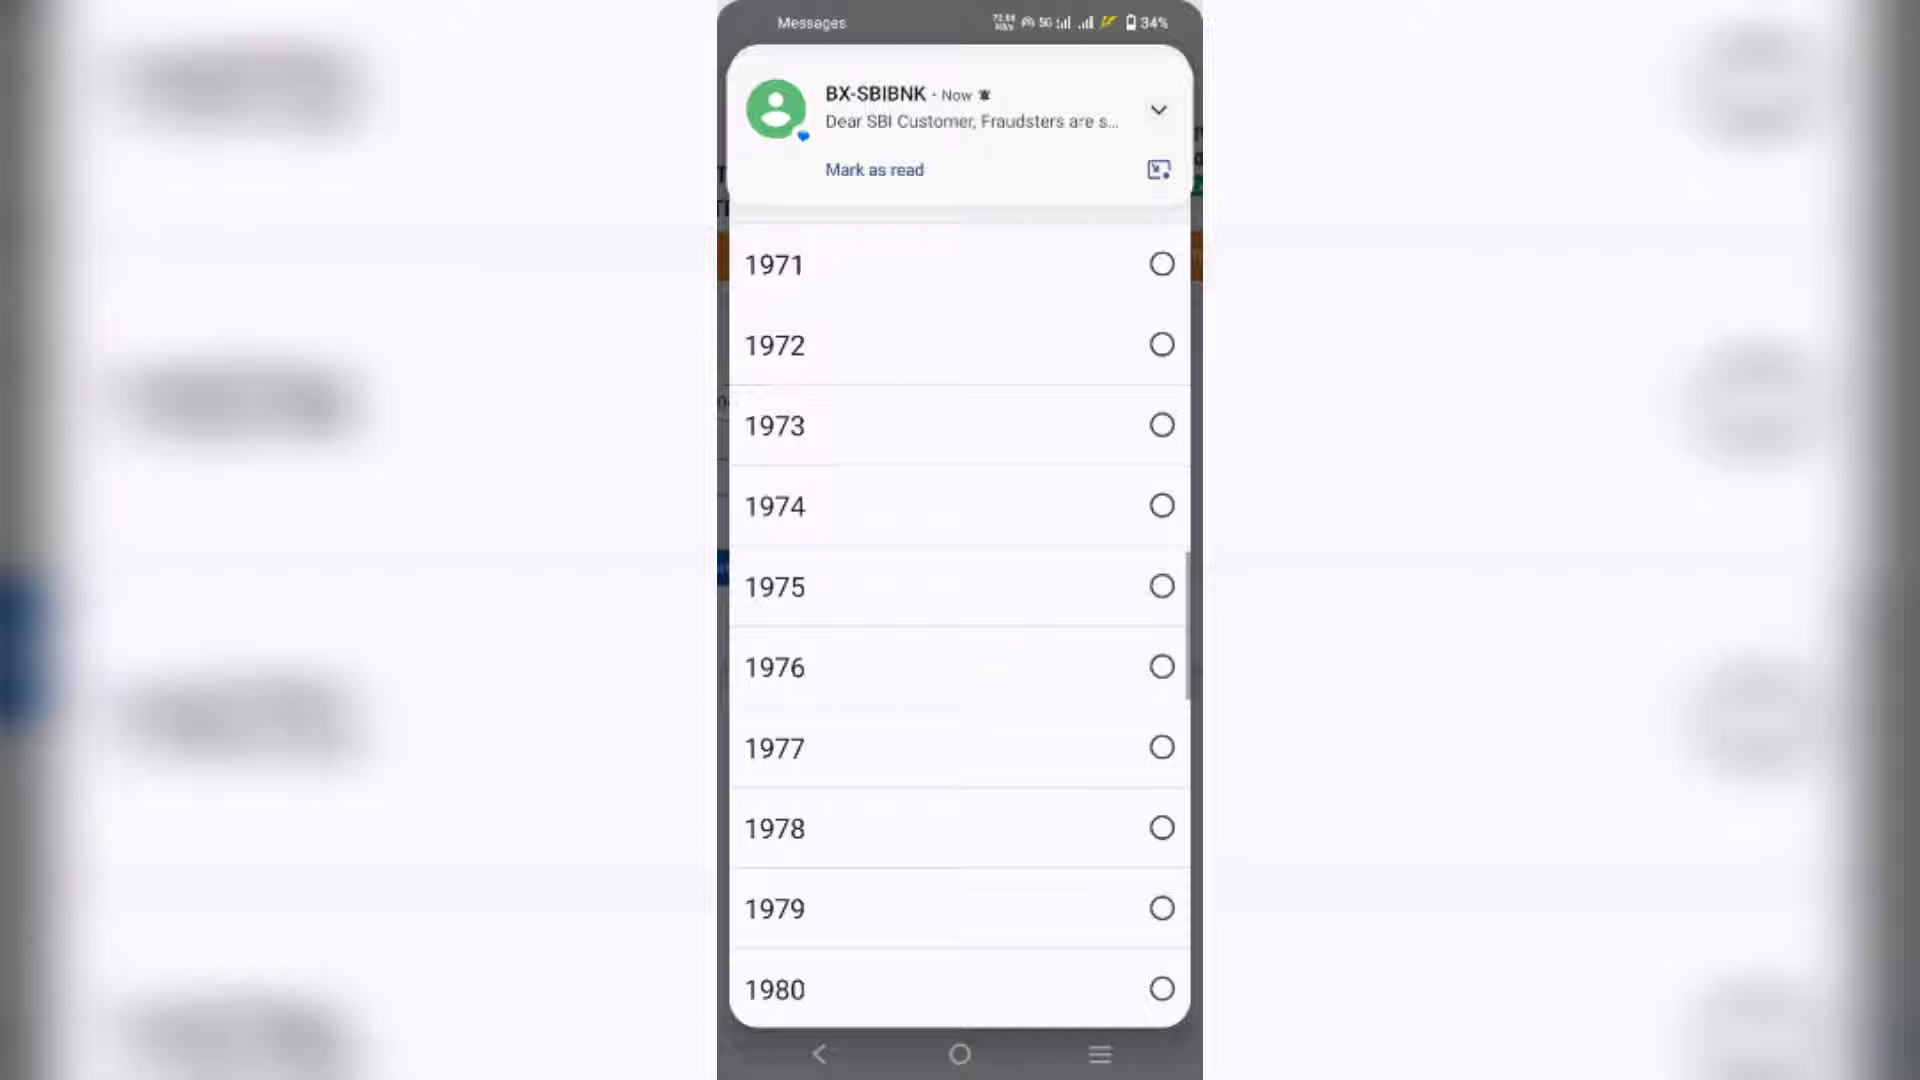 Messages
5G 34%
BX-SBIBNK · Now
Dear SBI Customer, Fraudsters are s...
Mark as read
1971
1972
1973
1974
1975
1976
1977
1978
1979
1980